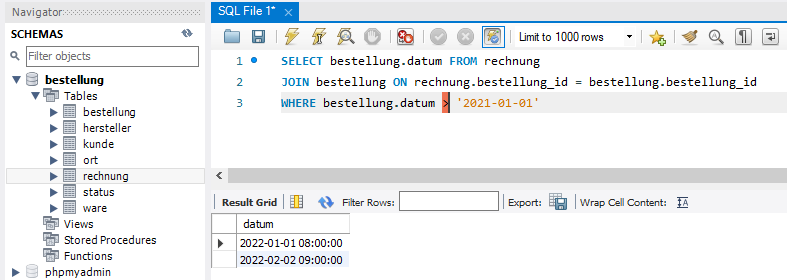 Navigator
SCHEMAS
Filter objects
bestellung
Tables
bestellung
hersteller
kunde
ort
rechnung
status
ware
Views
Stored Procedures
Functions
phpmyadmin
SQL File 1*
Limit to 1000 rows
1 SELECT bestellung.datum FROM rechnung
2 JOIN bestellung ON rechnung.bestellung_id = bestellung.bestellung_id
3 WHERE bestellung.datum > '2021-01-01'
Result Grid Filter Rows: Export: Wrap Cell Content: IA
datum
2022-01-01 08:00:00
2022-02-02 09:00:00